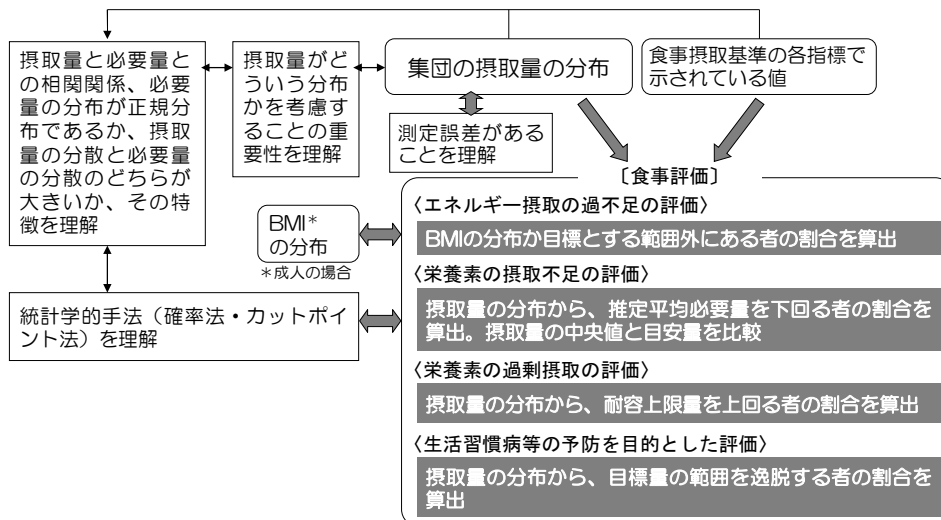 摂取量と必要量と
の相関関係、必要
量の分布が正規分
布であるか、摂取
量の分散と必要量
の分散のどちらが
大きいか、その特
徴を理解
摂取量がど
ういう分布
かを考慮す
ることの重
要性を理解
集団の摂取量の分布
食事摂取基準の各指標で
示されている値
測定誤差がある
ことを理解
〔食事評価〕
〈エネルギー摂取の過不足の評価〉
BMIの分布か目標とする範囲外にある者の割合を算出
BMI*
の分布
*成人の場合
〈栄養素の摂取不足の評価〉
摂取量の分布から、推定平均必要量を下回る者の割合を
算出。摂取量の中央値と目安量を比較
統計学的手法（確率法・カットポイ
ント法）を理解
〈栄養素の過剰摂取の評価〉
摂取量の分布から、耐容上限量を上回る者の割合を算出
〈生活習慣病等の予防を目的とした評価〉
摂取量の分布から、目標量の範囲を逸脱する者の割合を
算出